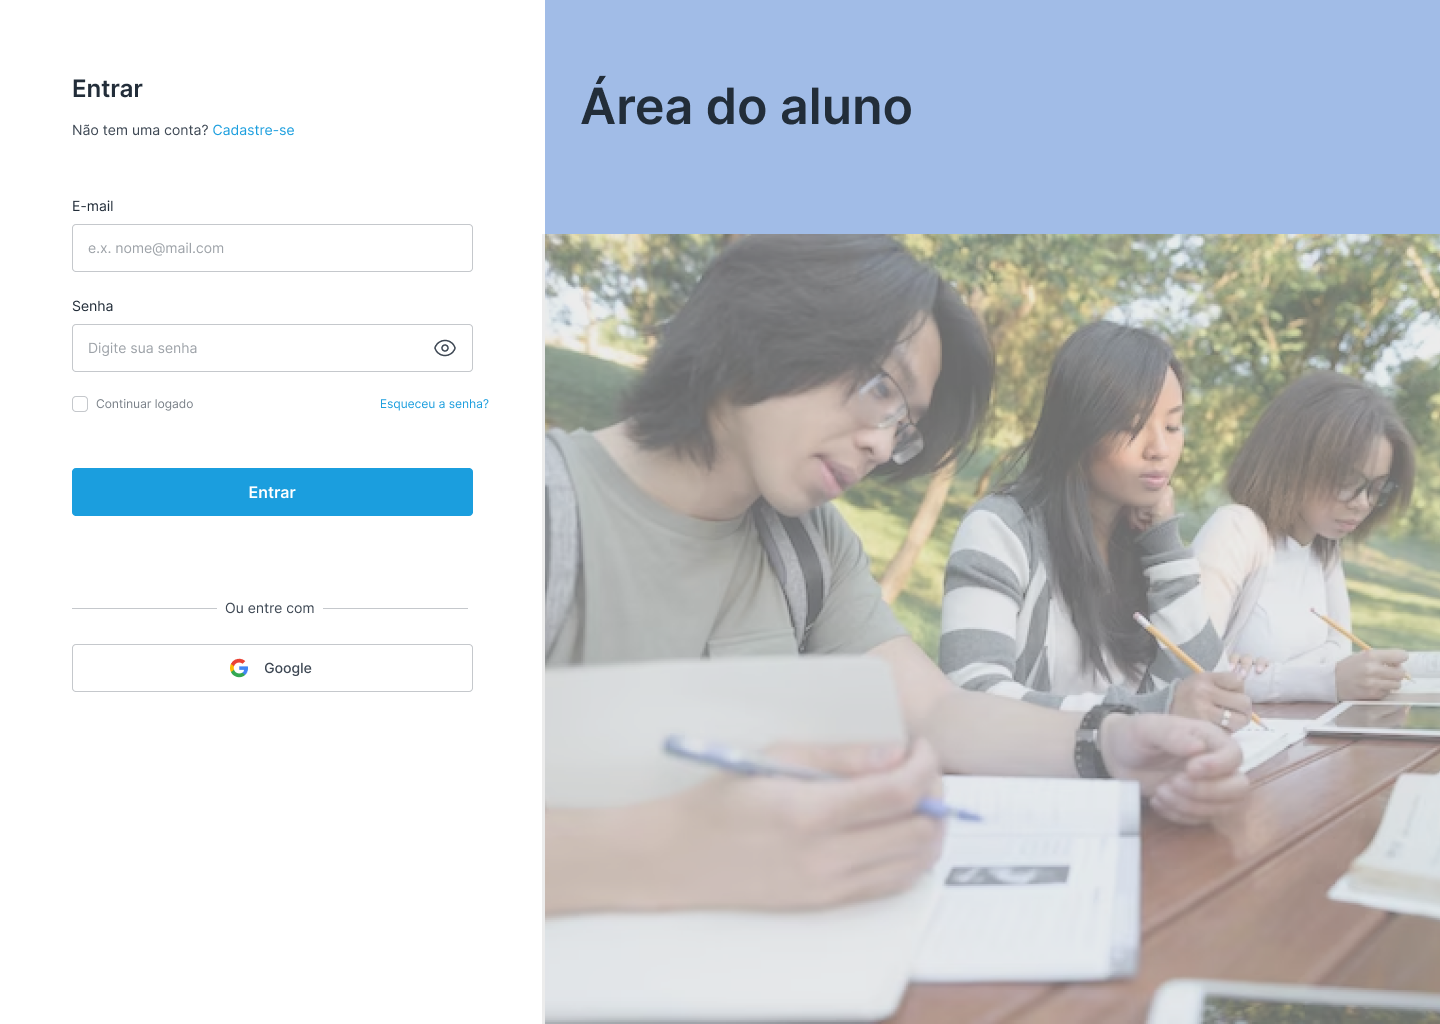 Entrar
Não tem uma conta? Cadastre-se
E-mail
e.x. nome@mail.com
Senha
Digite sua senha
Continuar logado
Esqueceu a senha?
Entrar
Ou entre com
Google
Área do aluno